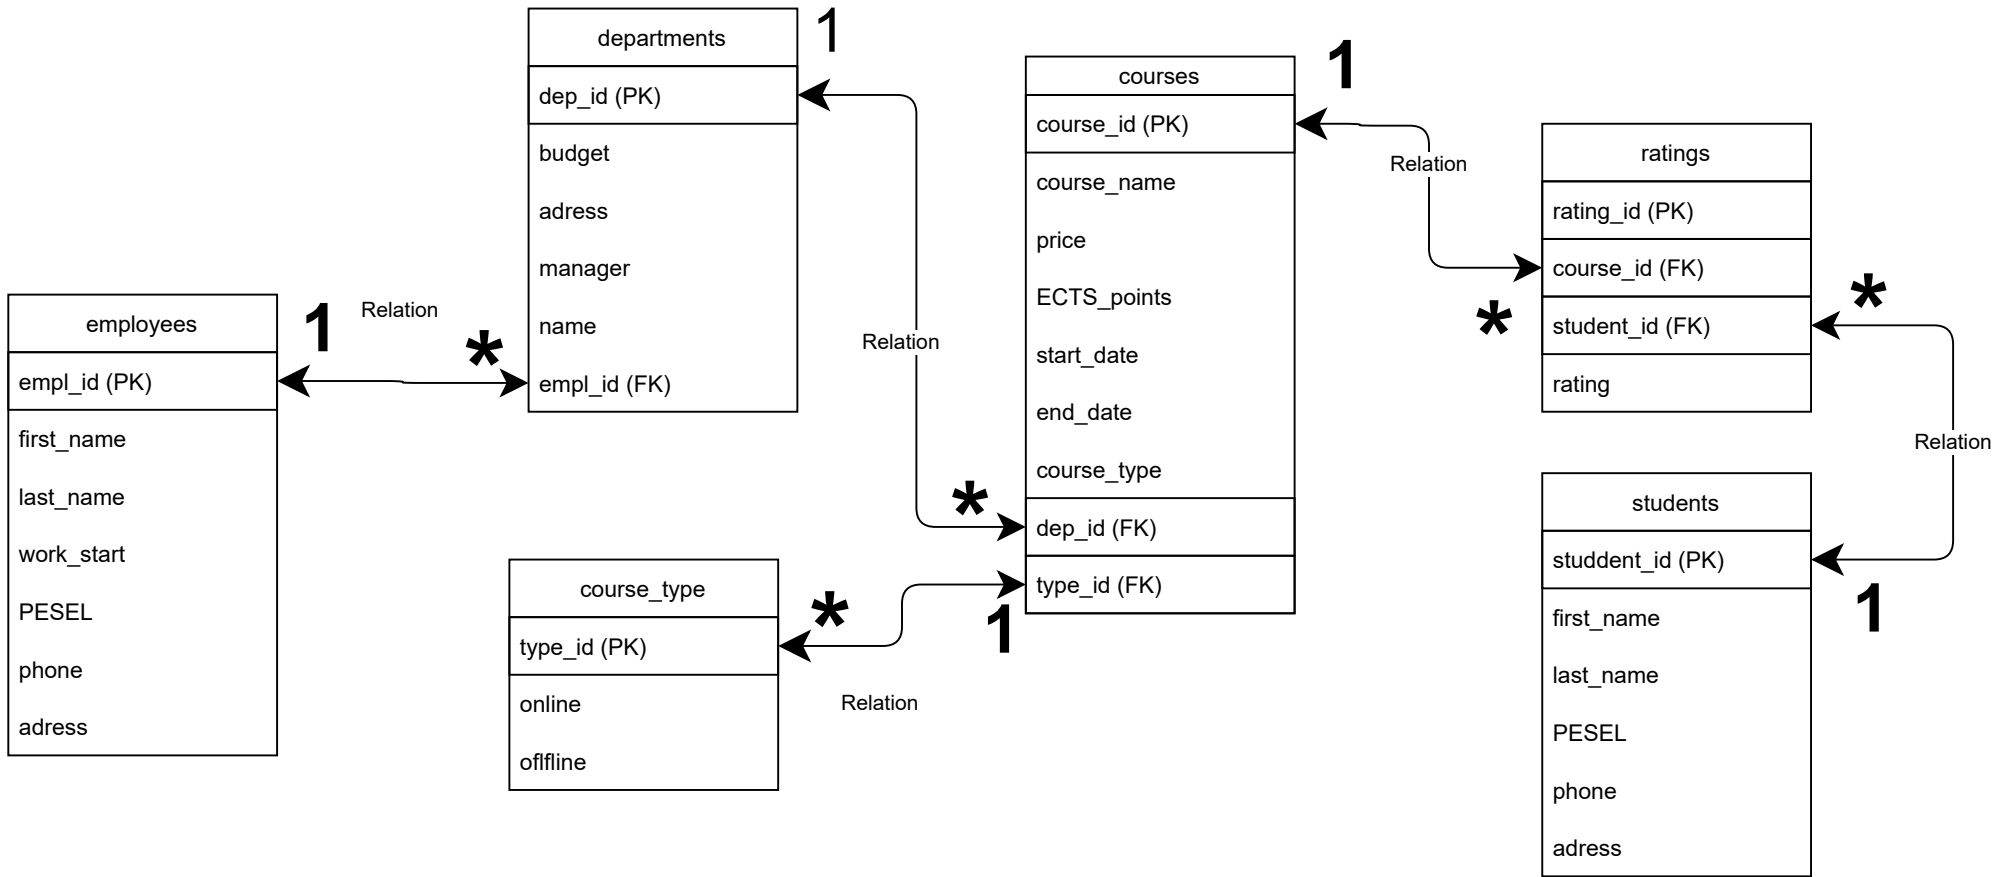 departments
1
dep_id (PK)
budget
adress
manager
name
empl_id (FK)
employees
1
Relation
*
empl_id (PK)
first_name
last_name
work_start
PESEL
phone
adress
Relation
courses
1
course_id (PK)
course_name
price
ECTS_points
start_date
end_date
course_type
*
dep_id (FK)
type_id (FK)
1
course_type
*
type_id (PK)
Relation
online
oflfline
Relation
*
ratings
rating_id (PK)
course_id (FK)
student_id (FK)
*
rating
Relation
students
studdent_id (PK)
1
first_name
last_name
PESEL
phone
adress